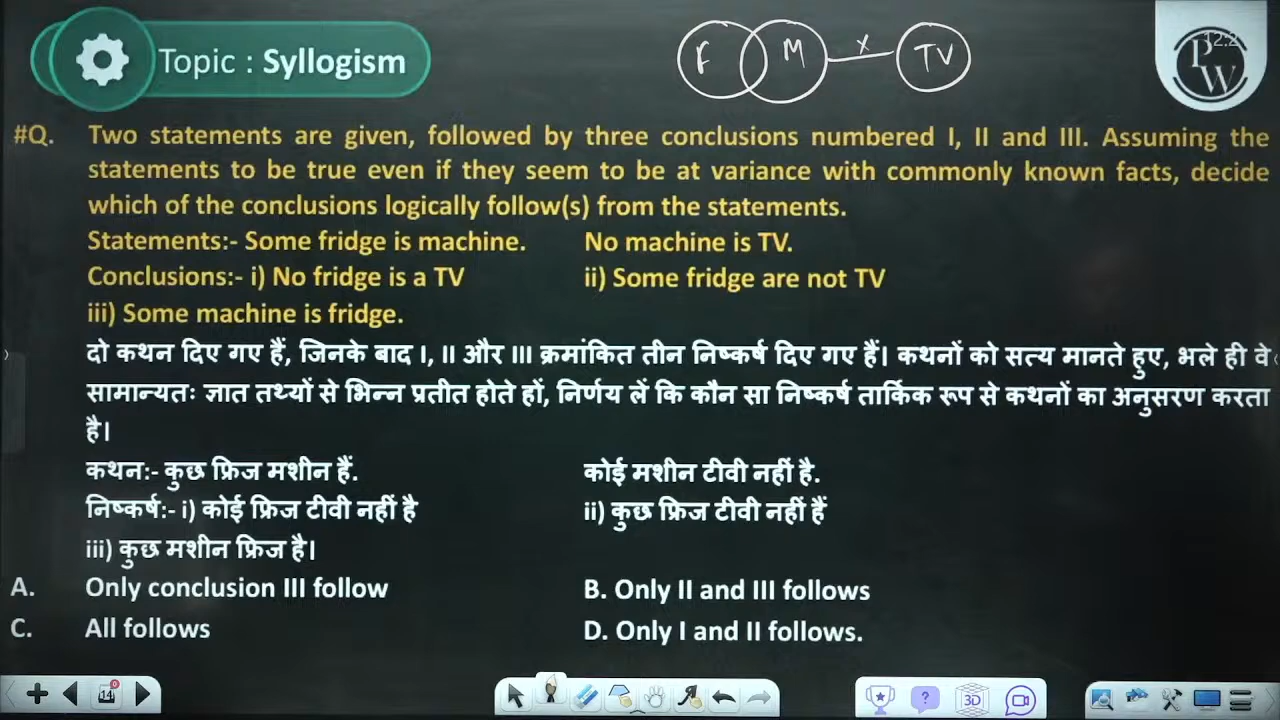 F M x TV
Topic : Syllogism
PW
#Q. Two statements are given, followed by three conclusions numbered I, II and III. Assuming the
statements to be true even if they seem to be at variance with commonly known facts, decide
which of the conclusions logically follow(s) from the statements.
Statements:- Some fridge is machine. No machine is TV.
Conclusions:- i) No fridge is a TV ii) Some fridge are not TV
iii) Some machine is fridge.
दो कथन दिए गए हैं, जिनके बाद I, II और III क्रमांकित तीन निष्कर्ष दिए गए हैं। कथनों को सत्य मानते हुए, भले ही वे
सामान्यतः ज्ञात तथ्यों से भिन्न प्रतीत होते हों, निर्णय लें कि कौन सा निष्कर्ष तार्किक रूप से कथनों का अनुसरण करता
है।
कथन:- कुछ फ्रिज मशीन हैं. कोई मशीन टीवी नहीं है.
निष्कर्ष:- i) कोई फ्रिज टीवी नहीं है ii) कुछ फ्रिज टीवी नहीं हैं
iii) कुछ मशीन फ्रिज है।
A. Only conclusion III follow B. Only II and III follows
C. All follows D. Only I and II follows.
14 0 ? 3D